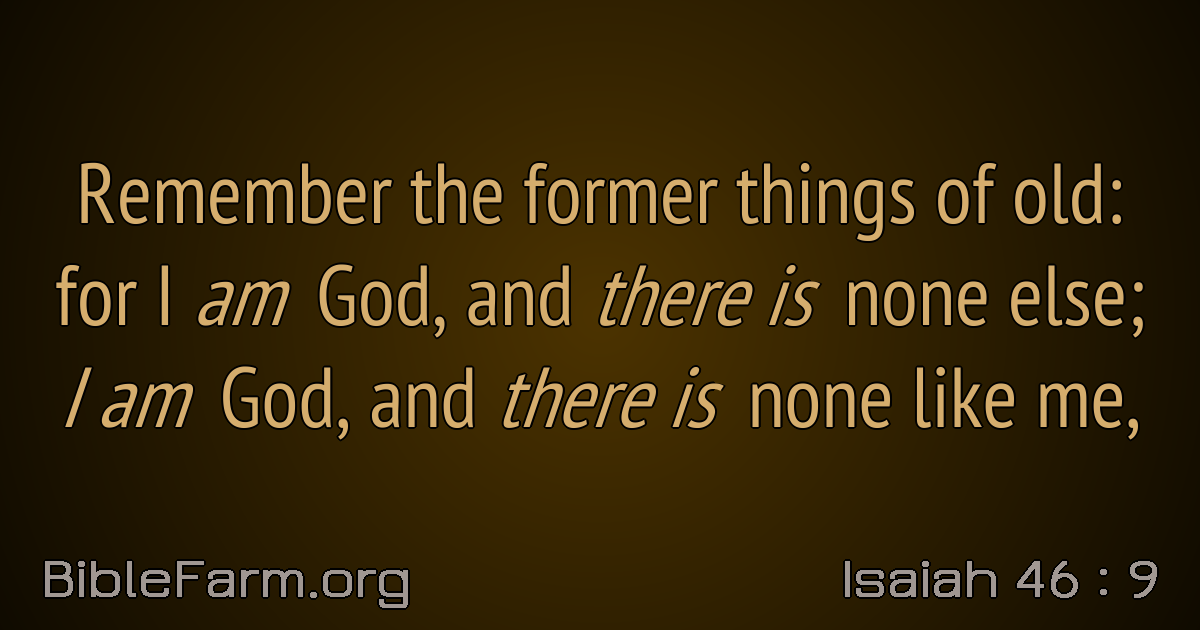 Remember the former things of old:
for I am God, and there is none else;
I am God, and there is none like me,
BibleFarm.org
Isaiah 46 : 9